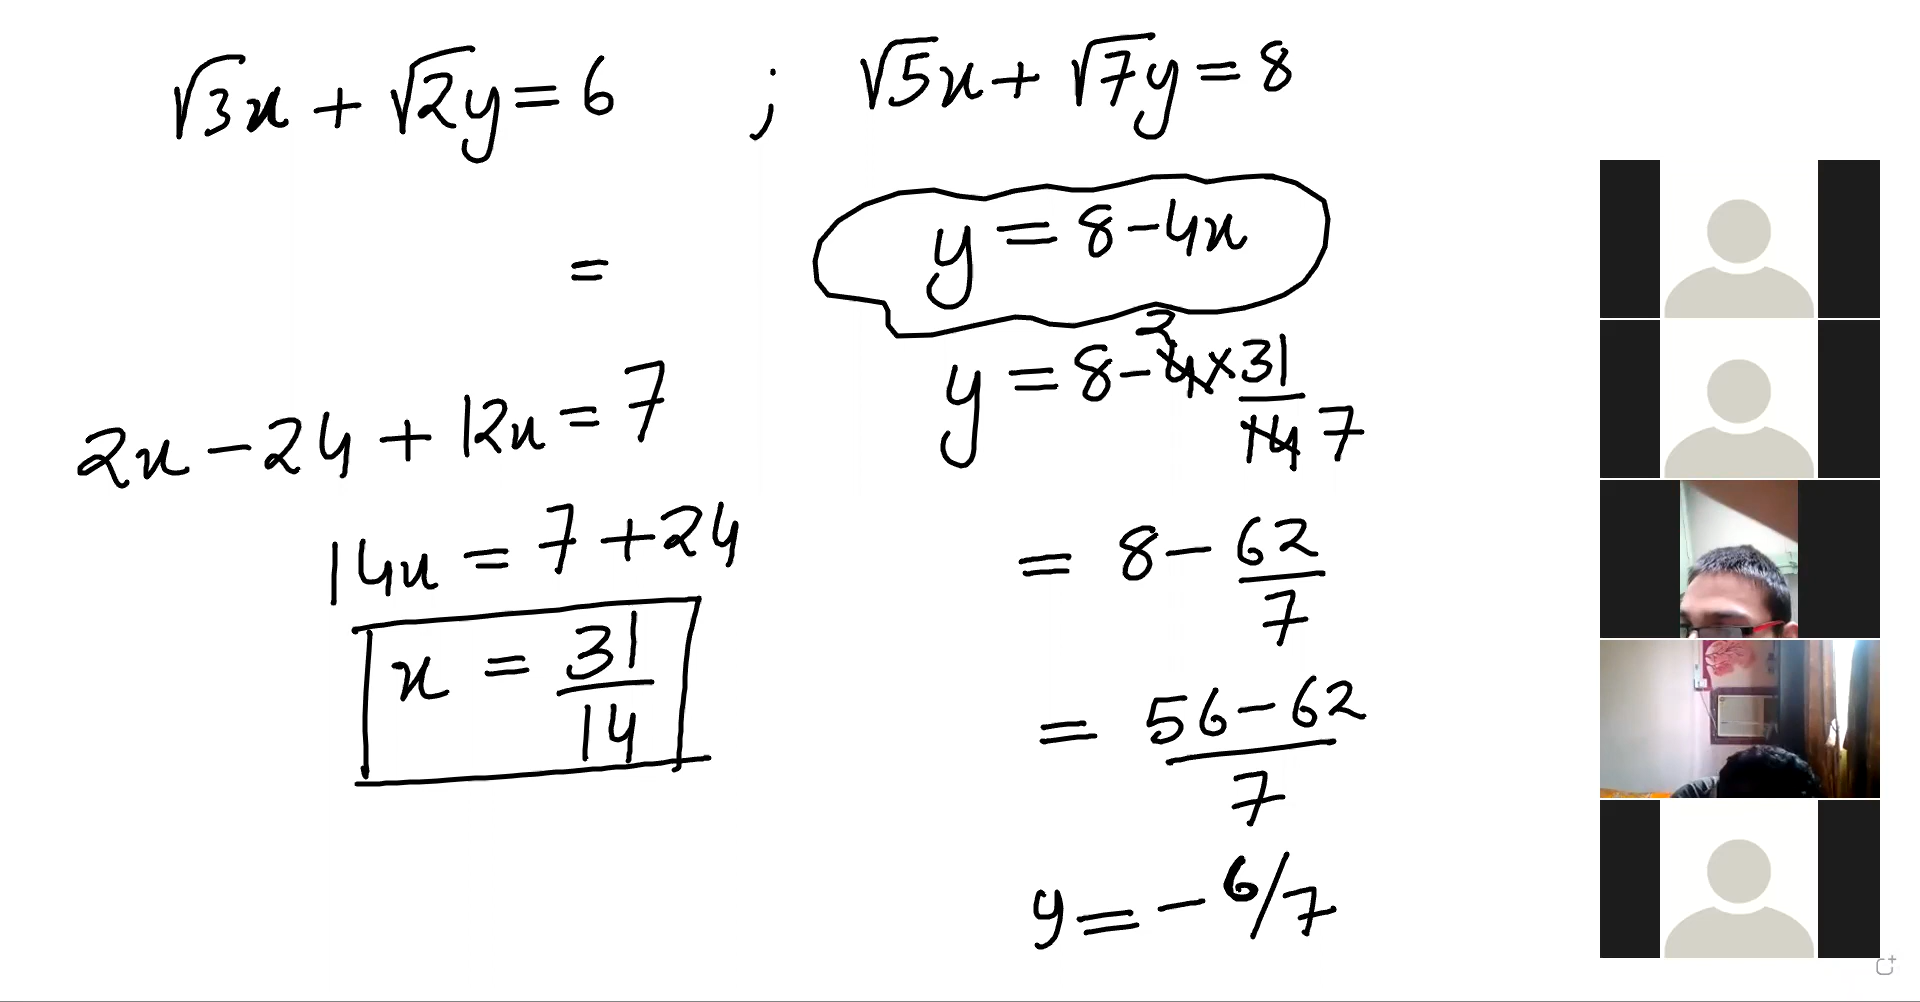 √3x + √2y = 6 ; √5x + √7y = 8
y = 8 - 4x
=
y = 8 - 4 2 × 31/14 7
2x - 24 + 12x = 7
14x = 7 + 24
= 8 - 62/7
x = 31/14
= 56 - 62/7
y = - 6/7